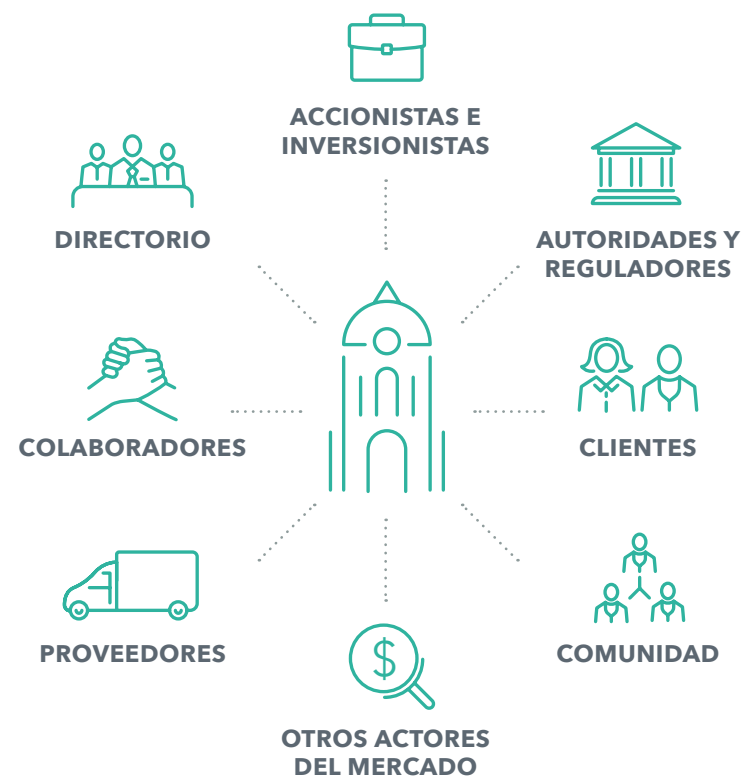 ACCIONISTAS E
INVERSIONISTAS
DIRECTORIO
AUTORIDADES Y
REGULADORES
COLABORADORES
CLIENTES
PROVEEDORES
COMUNIDAD
$
OTROS ACTORES
DEL MERCADO